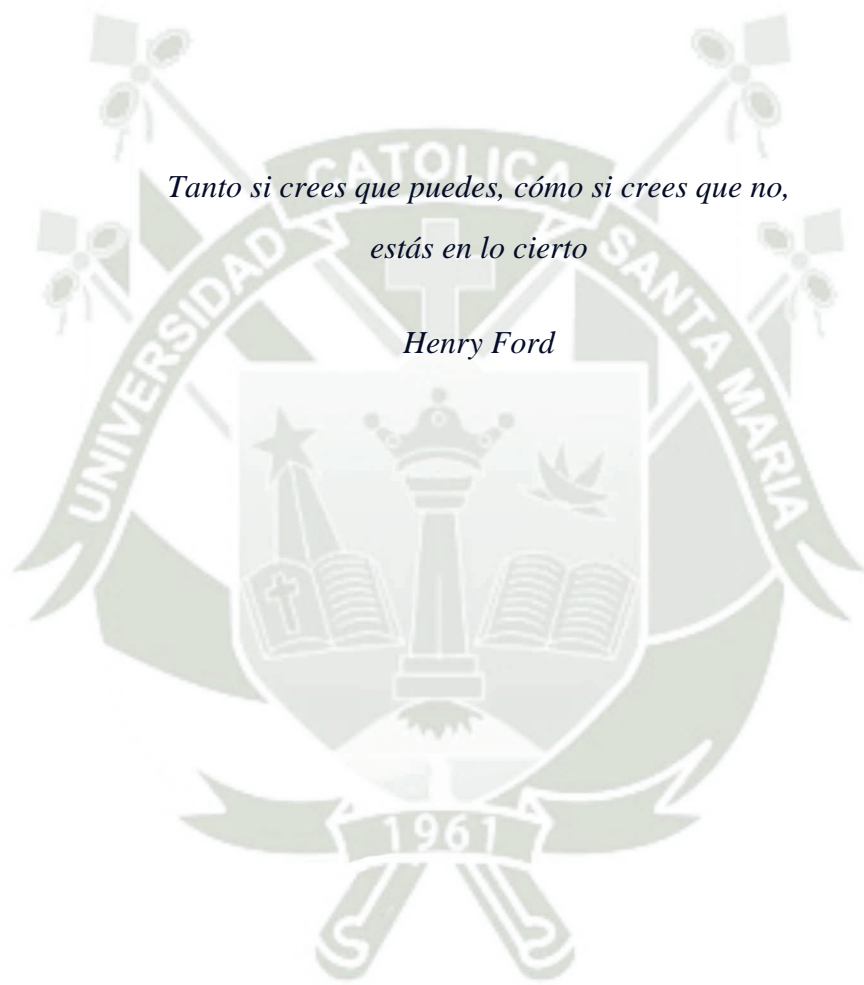 Tanto si crees que puedes, cómo si crees que no,
estás en lo cierto
Henry Ford
UNIVERSIDAD CATOLICA SANTA MARIA
1961